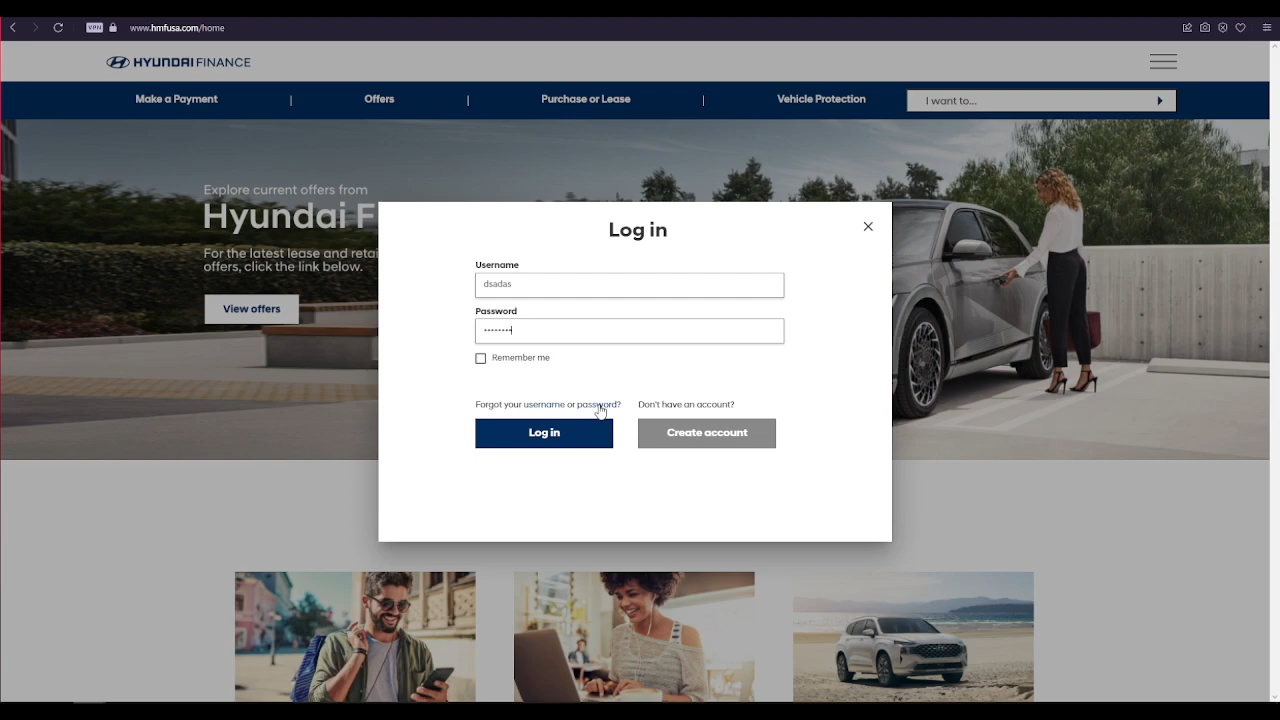 VPN
www.hmfusa.com/home
HYUNDAI FINANCE
Make a Payment | Offers | Purchase or Lease | Vehicle Protection
I want to...
Explore current offers from
Hyundai F
For the latest lease and retai
offers, click the link below.
View offers
Log in
Username
dsadas
Password
Remember me
Forgot your username or password?
Don't have an account?
Log in
Create account